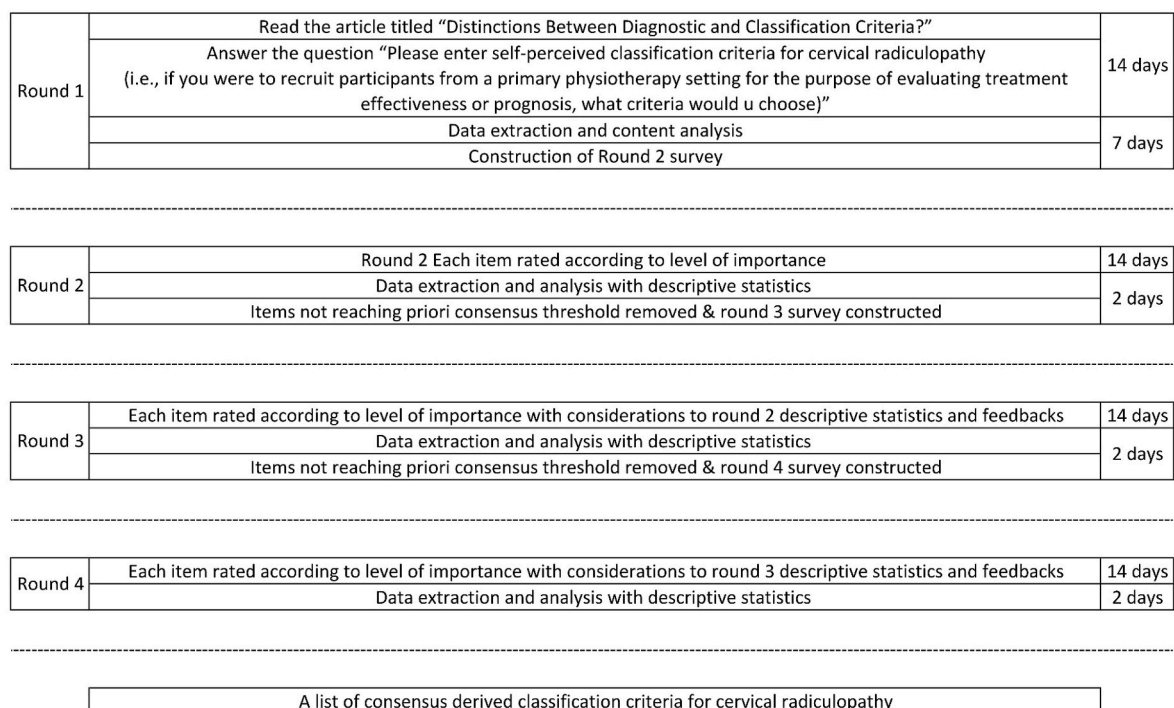 Read the article titled “Distinctions Between Diagnostic and Classification Criteria?”
Answer the question “Please enter self-perceived classification criteria for cervical radiculopathy
(i.e., if you were to recruit participants from a primary physiotherapy setting for the purpose of evaluating treatment
effectiveness or prognosis, what criteria would u choose)”
14 days
Round 1
Data extraction and content analysis
Construction of Round 2 survey
7 days
Round 2
Round 2 Each item rated according to level of importance
14 days
Data extraction and analysis with descriptive statistics
Items not reaching priori consensus threshold removed & round 3 survey constructed
2 days
Round 3
Each item rated according to level of importance with considerations to round 2 descriptive statistics and feedbacks
14 days
Data extraction and analysis with descriptive statistics
Items not reaching priori consensus threshold removed & round 4 survey constructed
2 days
Round 4
Each item rated according to level of importance with considerations to round 3 descriptive statistics and feedbacks
14 days
Data extraction and analysis with descriptive statistics
2 days
A list of consensus derived classification criteria for cervical radiculopathy